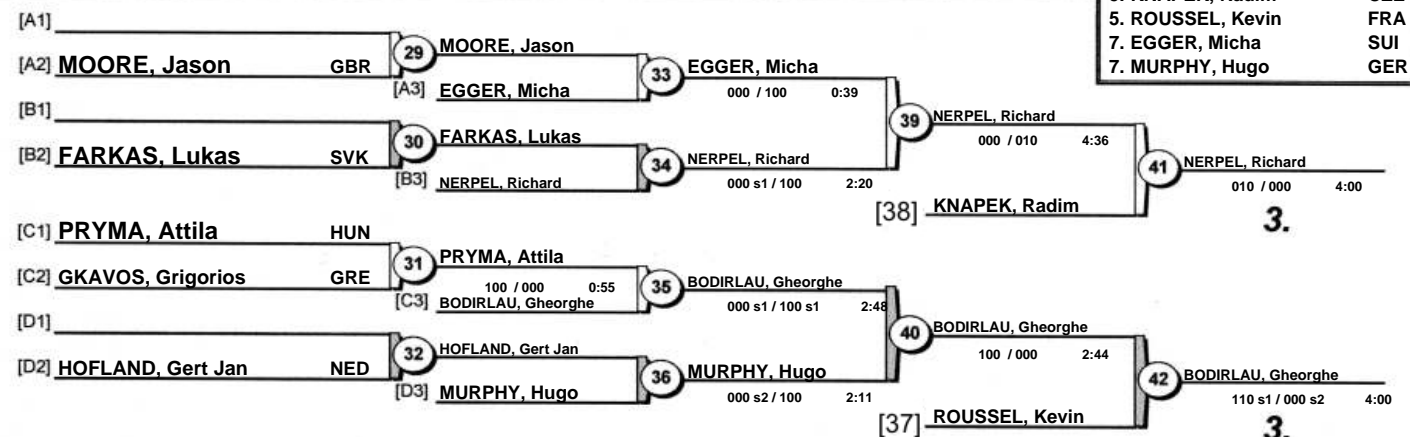 5. ROUSSEL, Kevin FRA
7. EGGER, Micha SUI
7. MURPHY, Hugo GER
[A1]
[A2] MOORE, Jason GBR
29
MOORE, Jason
[A3] EGGER, Micha
33
EGGER, Micha
000 / 100 0:39
[B1]
[B2] FARKAS, Lukas SVK
30
FARKAS, Lukas
[B3] NERPEL, Richard
34
NERPEL, Richard
000 s1 / 100 2:20
39
NERPEL, Richard
000 / 010 4:36
[38] KNAPEK, Radim
41
NERPEL, Richard
010 / 000 4:00
3.
[C1] PRYMA, Attila HUN
[C2] GKAVOS, Grigorios GRE
31
PRYMA, Attila
100 / 000 0:55
[C3] BODIRLAU, Gheorghe
35
BODIRLAU, Gheorghe
000 s1 / 100 s1 2:48
[D1]
[D2] HOFLAND, Gert Jan NED
32
HOFLAND, Gert Jan
[D3] MURPHY, Hugo
36
MURPHY, Hugo
000 s2 / 100 2:11
40
BODIRLAU, Gheorghe
100 / 000 2:44
[37] ROUSSEL, Kevin
42
BODIRLAU, Gheorghe
110 s1 / 000 s2 4:00
3.